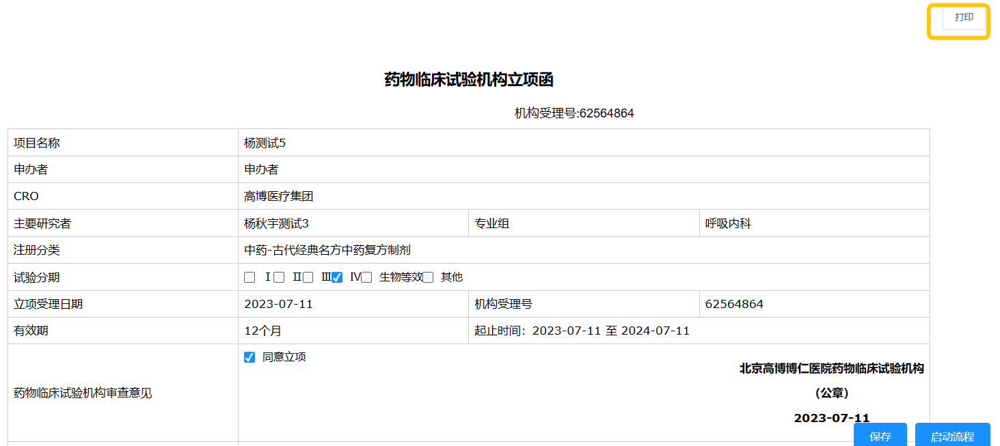 打印
药物临床试验机构立项函
机构受理号:62564864
项目名称 杨测试5
申办者 申办者
CRO 高博医疗集团
主要研究者 杨秋宇测试3 专业组 呼吸内科
注册分类 中药-古代经典名方中药复方制剂
试验分期 Ⅰ Ⅱ Ⅲ Ⅳ 生物等效 其他
立项受理日期 2023-07-11 机构受理号 62564864
有效期 12个月 起止时间：2023-07-11 至 2024-07-11
同意立项
北京高博博仁医院药物临床试验机构
药物临床试验机构审查意见 （公章）
2023-07-11
保存 启动流程